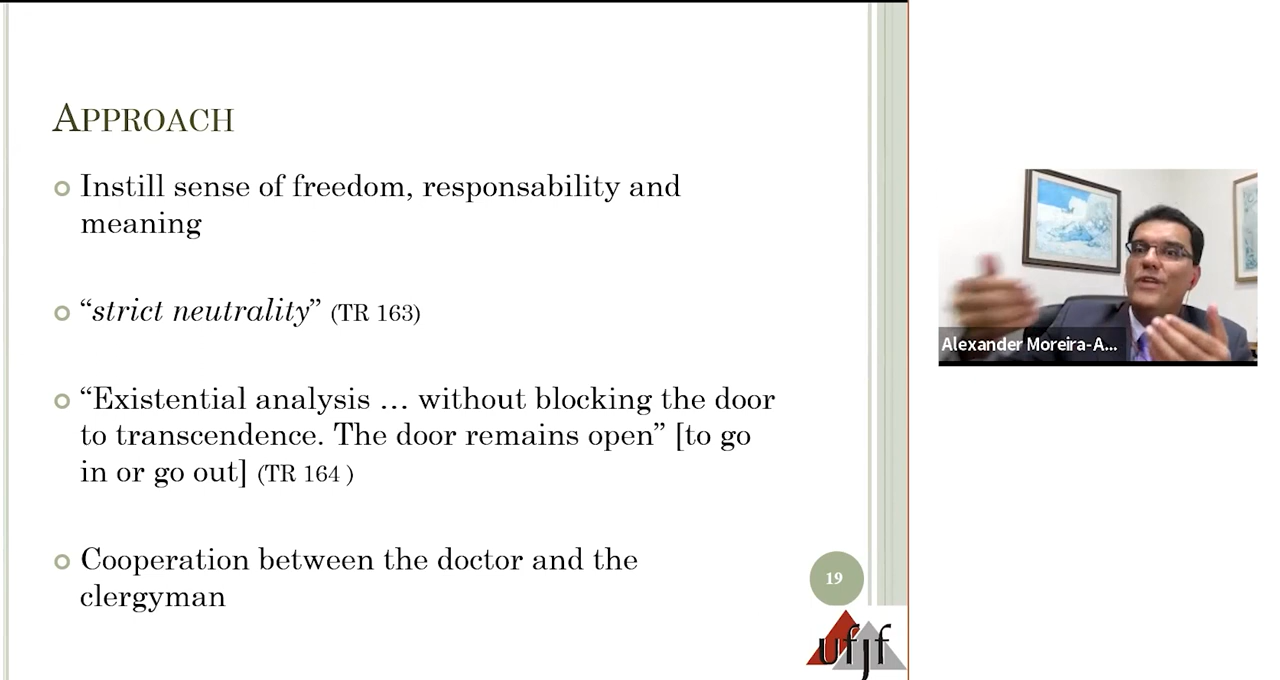 APPROACH
Instill sense of freedom, responsability and
meaning
“strict neutrality” (TR 163)
“Existential analysis … without blocking the door
to transcendence. The door remains open” [to go
in or go out] (TR 164 )
Cooperation between the doctor and the
clergyman
19
ufjf
Alexander Moreira-A...